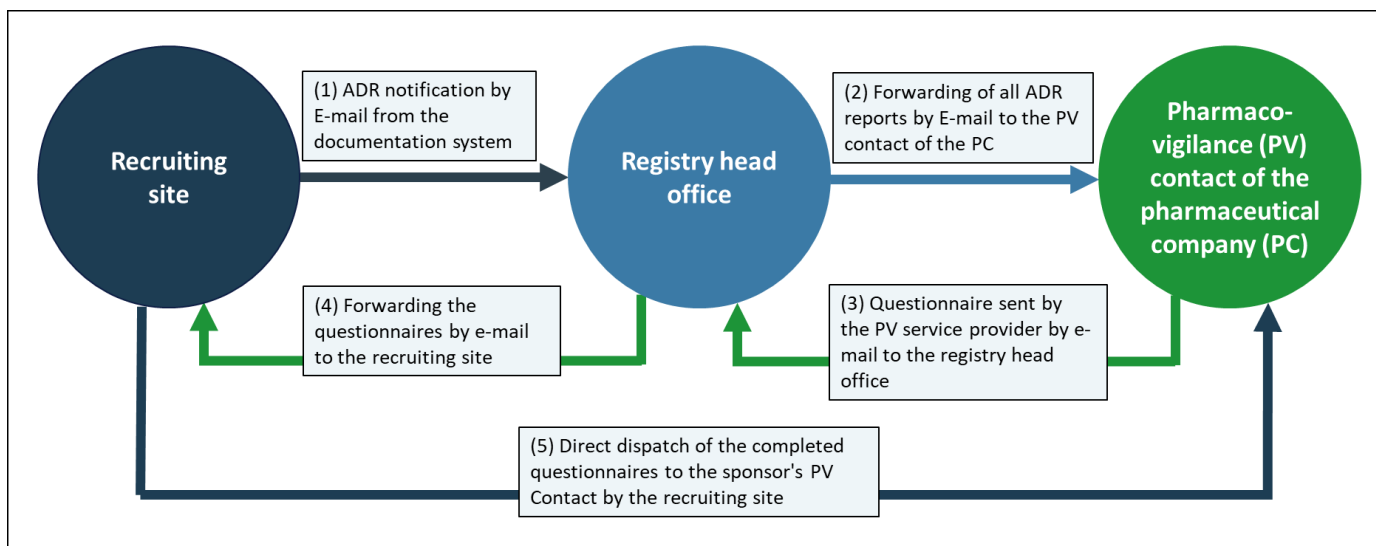 Recruiting
site
(1) ADR notification by
E-mail from the
documentation system
Registry head
office
(2) Forwarding of all ADR
reports by E-mail to the PV
contact of the PC
Pharmaco-
vigilance (PV)
contact of the
pharmaceutical
company (PC)
(4) Forwarding the
questionnaires by e-mail
to the recruiting site
(3) Questionnaire sent by
the PV service provider by e-
mail to the registry head
office
(5) Direct dispatch of the completed
questionnaires to the sponsor's PV
Contact by the recruiting site